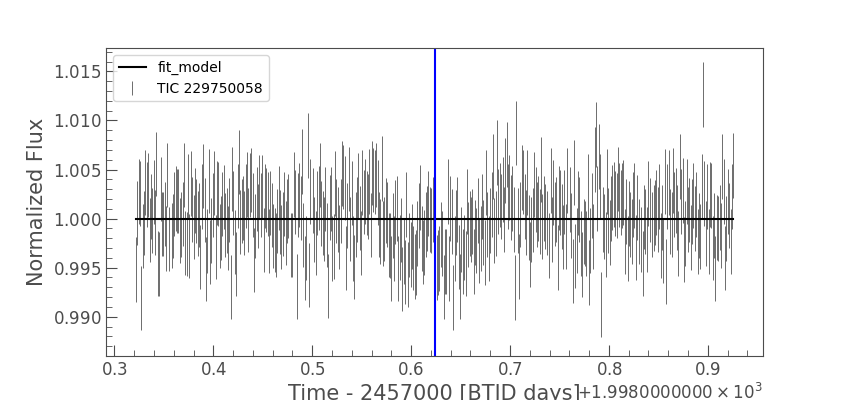 fit_model
TIC 229750058
1.015
1.010
1.005
1.000
0.995
0.990
Normalized Flux
0.3 0.4 0.5 0.6 0.7 0.8 0.9
Time - 2457000 [BTJD days]
+1.9980000000 × 10³